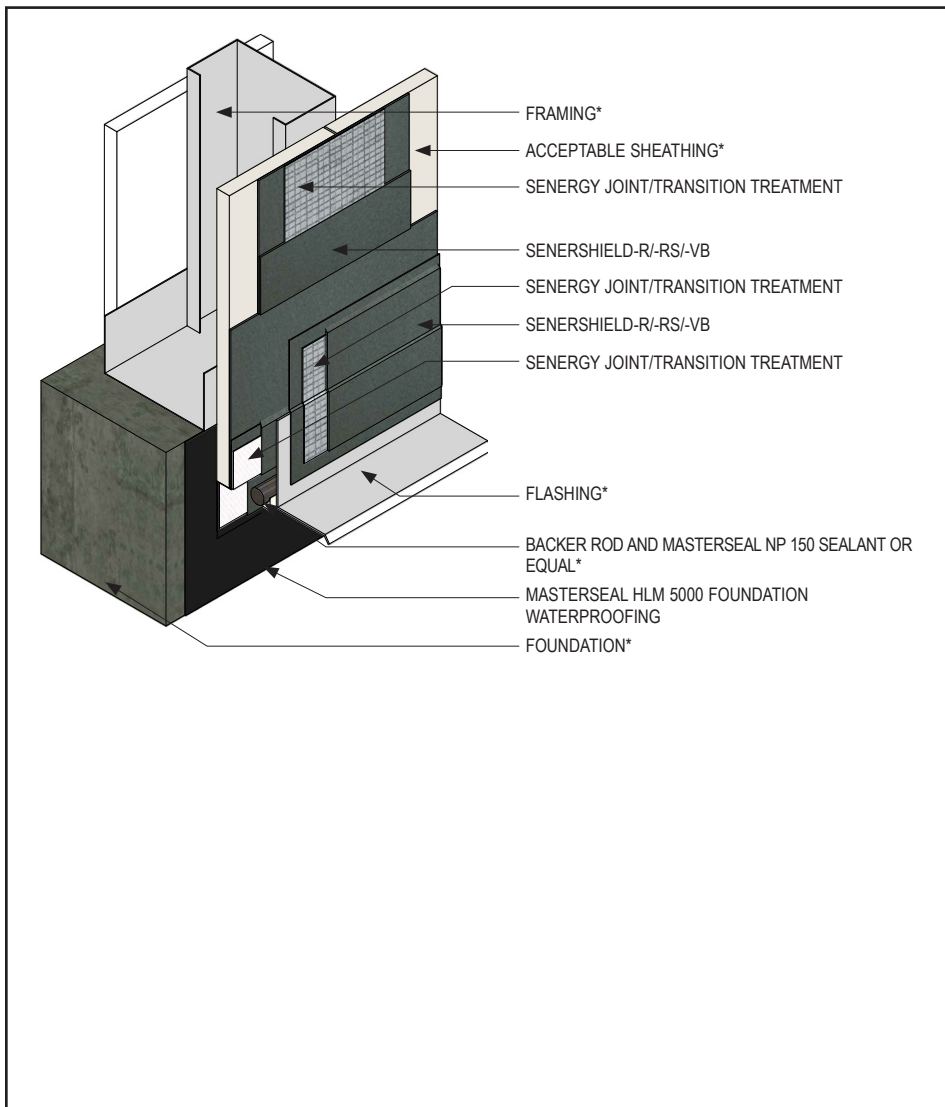 FRAMING*
ACCEPTABLE SHEATHING*
SENERGY JOINT/TRANSITION TREATMENT
SENERSHIELD-R/-RS/-VB
SENERGY JOINT/TRANSITION TREATMENT
SENERSHIELD-R/-RS/-VB
SENERGY JOINT/TRANSITION TREATMENT
FLASHING*
BACKER ROD AND MASTERSEAL NP 150 SEALANT OR
EQUAL*
MASTERSEAL HLM 5000 FOUNDATION
WATERPROOFING
FOUNDATION*